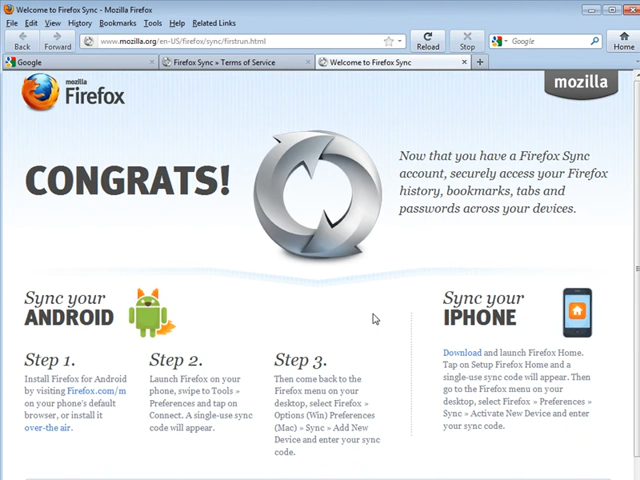 Welcome to Firefox Sync - Mozilla Firefox
File Edit View History Bookmarks Tools Help Related Links
Back Forward www.mozilla.org/en-US/firefox/sync/firstrun.html Reload Stop Google Home
Google Firefox Sync » Terms of Service Welcome to Firefox Sync
mozilla
Firefox
mozilla
CONGRATS!
Now that you have a Firefox Sync
account, securely access your Firefox
history, bookmarks, tabs and
passwords across your devices.
Sync your
ANDROID
Step 1.
Install Firefox for Android
by visiting Firefox.com/m
on your phone's default
browser, or install it
over-the air.
Step 2.
Launch Firefox on your
phone, swipe to Tools »
Preferences and tap on
Connect. A single-use sync
code will appear.
Step 3.
Then come back to the
Firefox menu on your
desktop, select Firefox »
Options (Win) Preferences
(Mac) » Sync » Add New
Device and enter your sync
code.
Sync your
IPHONE
Download and launch Firefox Home.
Tap on Setup Firefox Home and a
single-use sync code will appear. Then
go to the Firefox menu on your
desktop, select Firefox » Preferences »
Sync » Activate New Device and enter
your sync code.